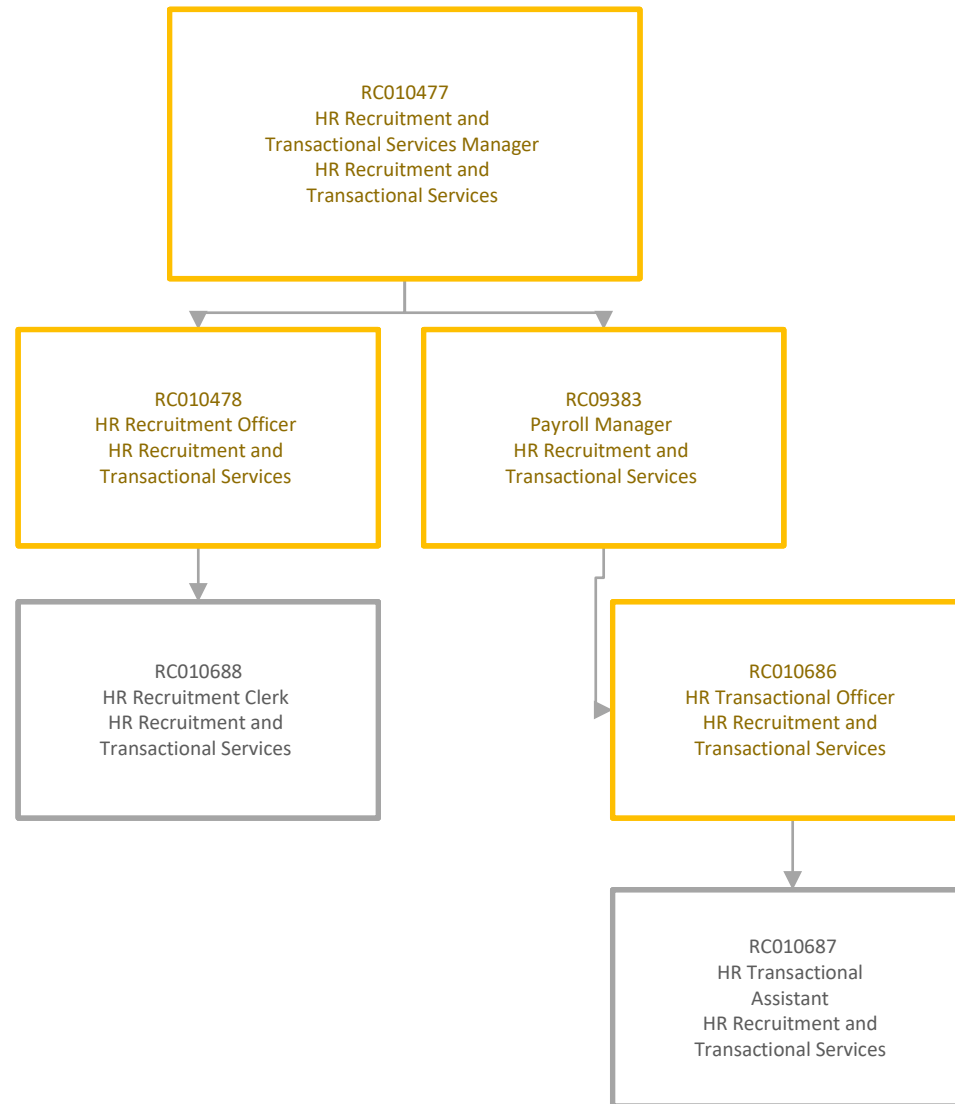 RC010477
HR Recruitment and
Transactional Services Manager
HR Recruitment and
Transactional Services
RC010478
HR Recruitment Officer
HR Recruitment and
Transactional Services
RC09383
Payroll Manager
HR Recruitment and
Transactional Services
RC010688
HR Recruitment Clerk
HR Recruitment and
Transactional Services
RC010686
HR Transactional Officer
HR Recruitment and
Transactional Services
RC010687
HR Transactional
Assistant
HR Recruitment and
Transactional Services